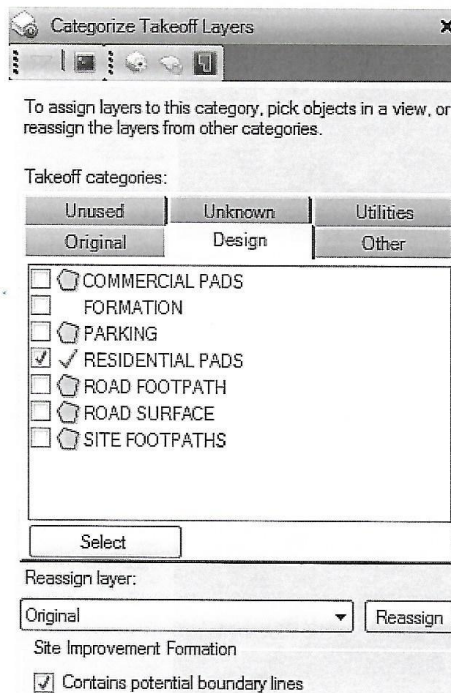 Categorize Takeoff Layers
To assign layers to this category, pick objects in a view, or
reassign the layers from other categories.
Takeoff categories:
Unused Unknown Utilities
Original Design Other
COMMERCIAL PADS
FORMATION
PARKING
RESIDENTIAL PADS
ROAD FOOTPATH
ROAD SURFACE
SITE FOOTPATHS
Select
Reassign layer:
Original Reassign
Site Improvement Formation
Contains potential boundary lines